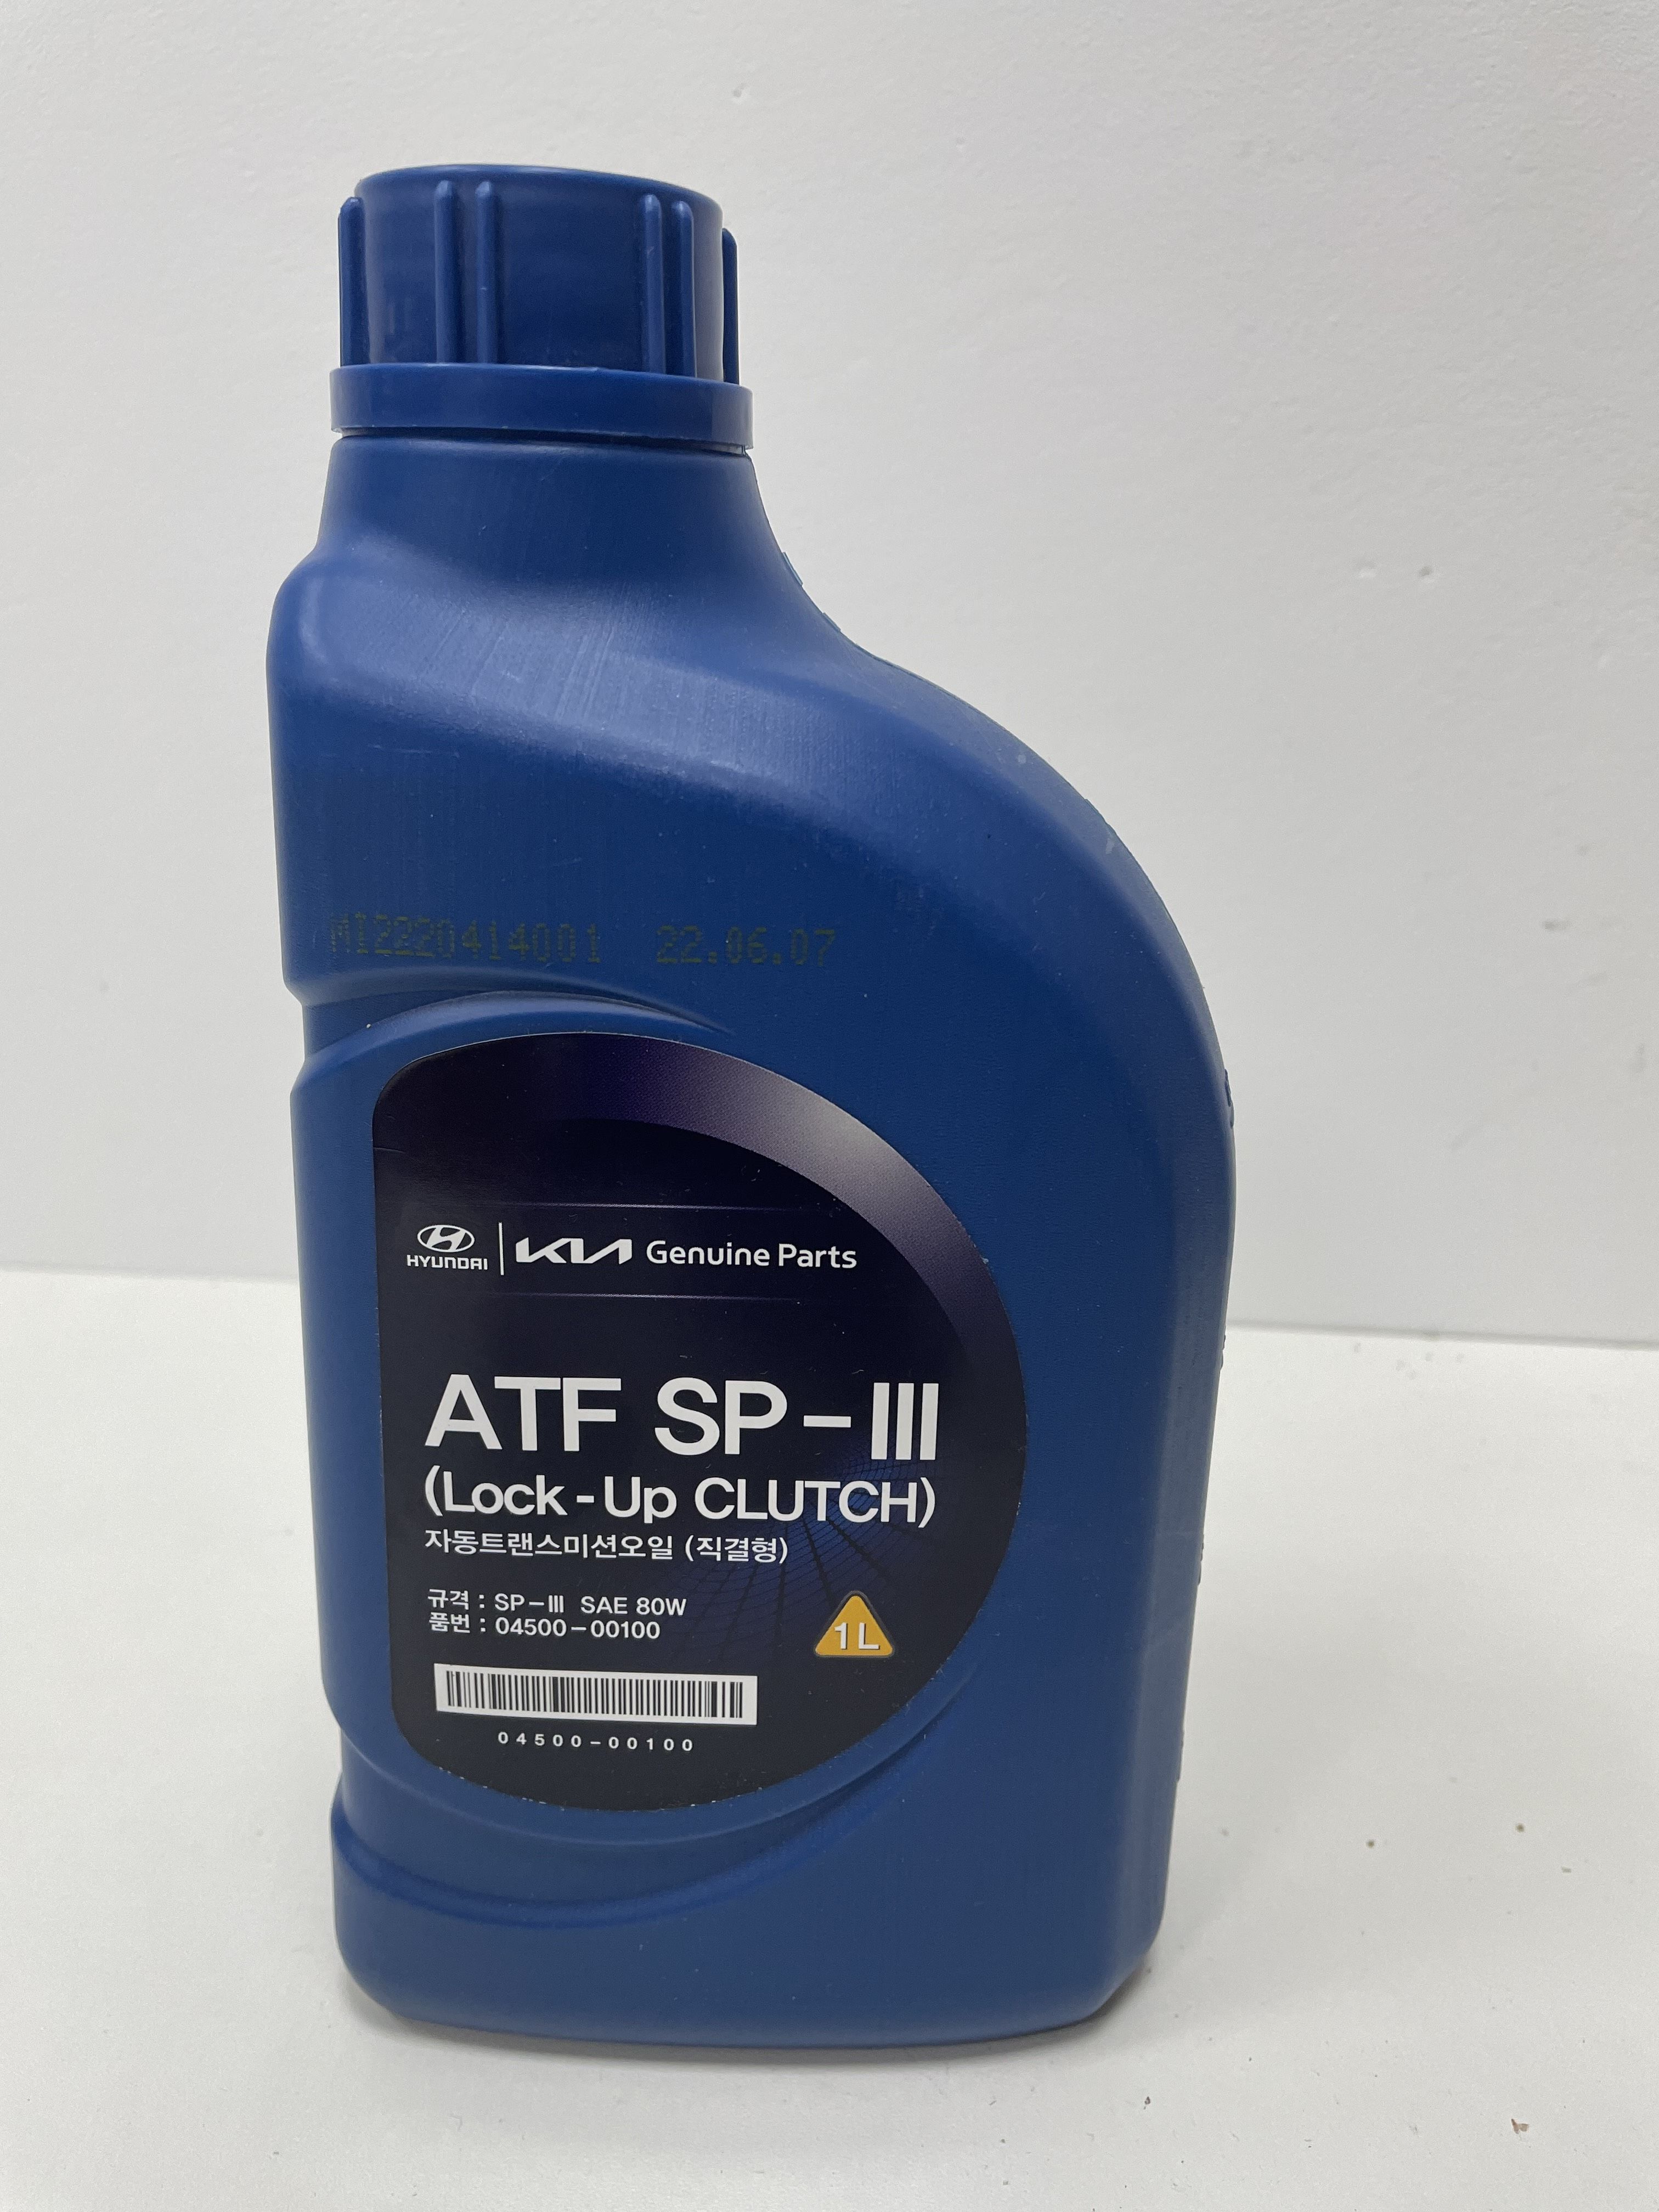 MI2220414001 22.06.07
HYUNDAI KIA Genuine Parts
ATF SP-III
(Lock-Up CLUTCH)
자동트랜스미션오일 (직결형)
규격 : SP-III SAE 80W
품번 : 04500-00100
1L
04500-00100